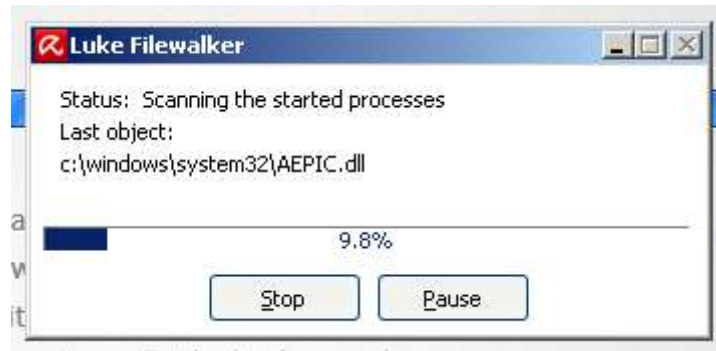 Luke Filewalker
Status: Scanning the started processes
Last object:
c:\windows\system32\AEPIC.dll
9.8%
Stop
Pause